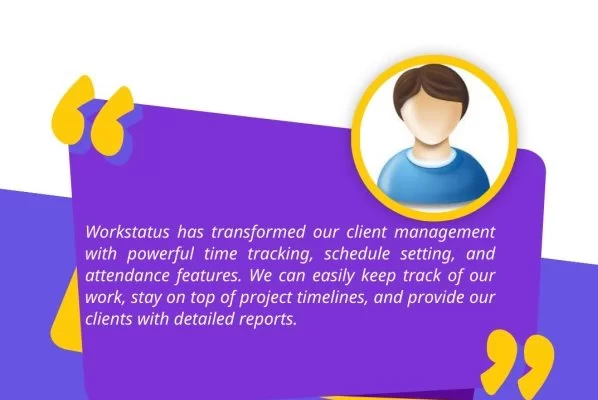 Workstatus has transformed our client management
with powerful time tracking, schedule setting, and
attendance features. We can easily keep track of our
work, stay on top of project timelines, and provide our
clients with detailed reports.